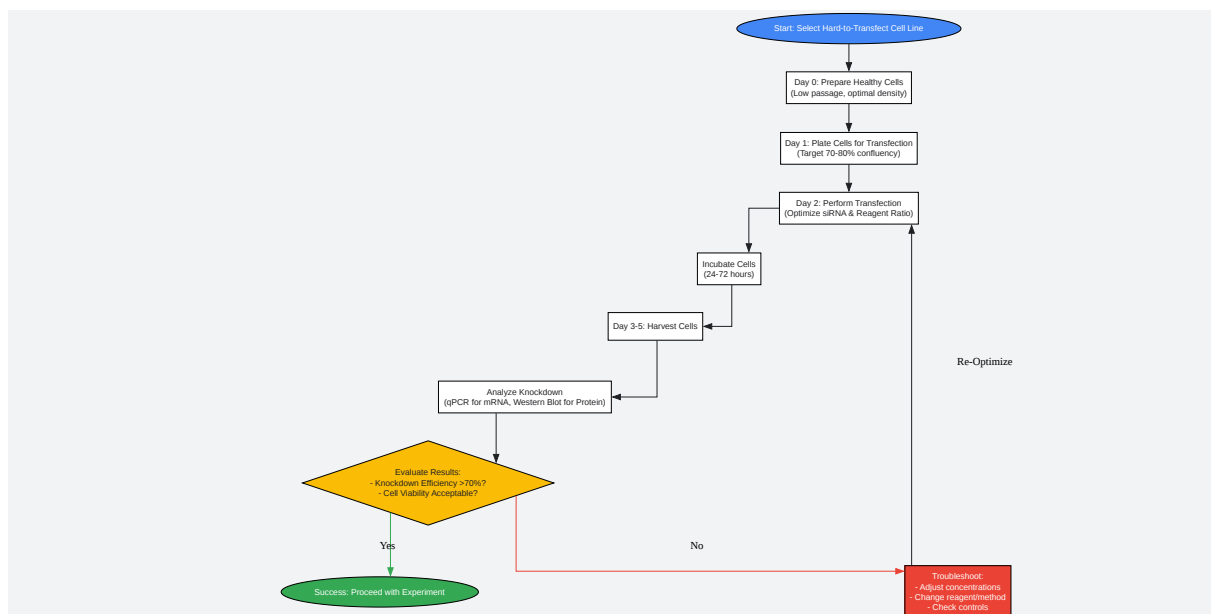 Start: Select Hard-to-Transfect Cell Line
Day 0: Prepare Healthy Cells
(Low passage, optimal density)
Day 1: Plate Cells for Transfection
(Target 70-80% confluency)
Day 2: Perform Transfection
(Optimize siRNA & Reagent Ratio)
Incubate Cells
(24-72 hours)
Day 3-5: Harvest Cells
Re-Optimize
Analyze Knockdown
(qPCR for mRNA, Western Blot for Protein)
Evaluate Results:
- Knockdown Efficiency >70%?
- Cell Viability Acceptable?
Yes
No
Success: Proceed with Experiment
Troubleshoot:
- Adjust concentrations
- Change reagent/method
- Check controls